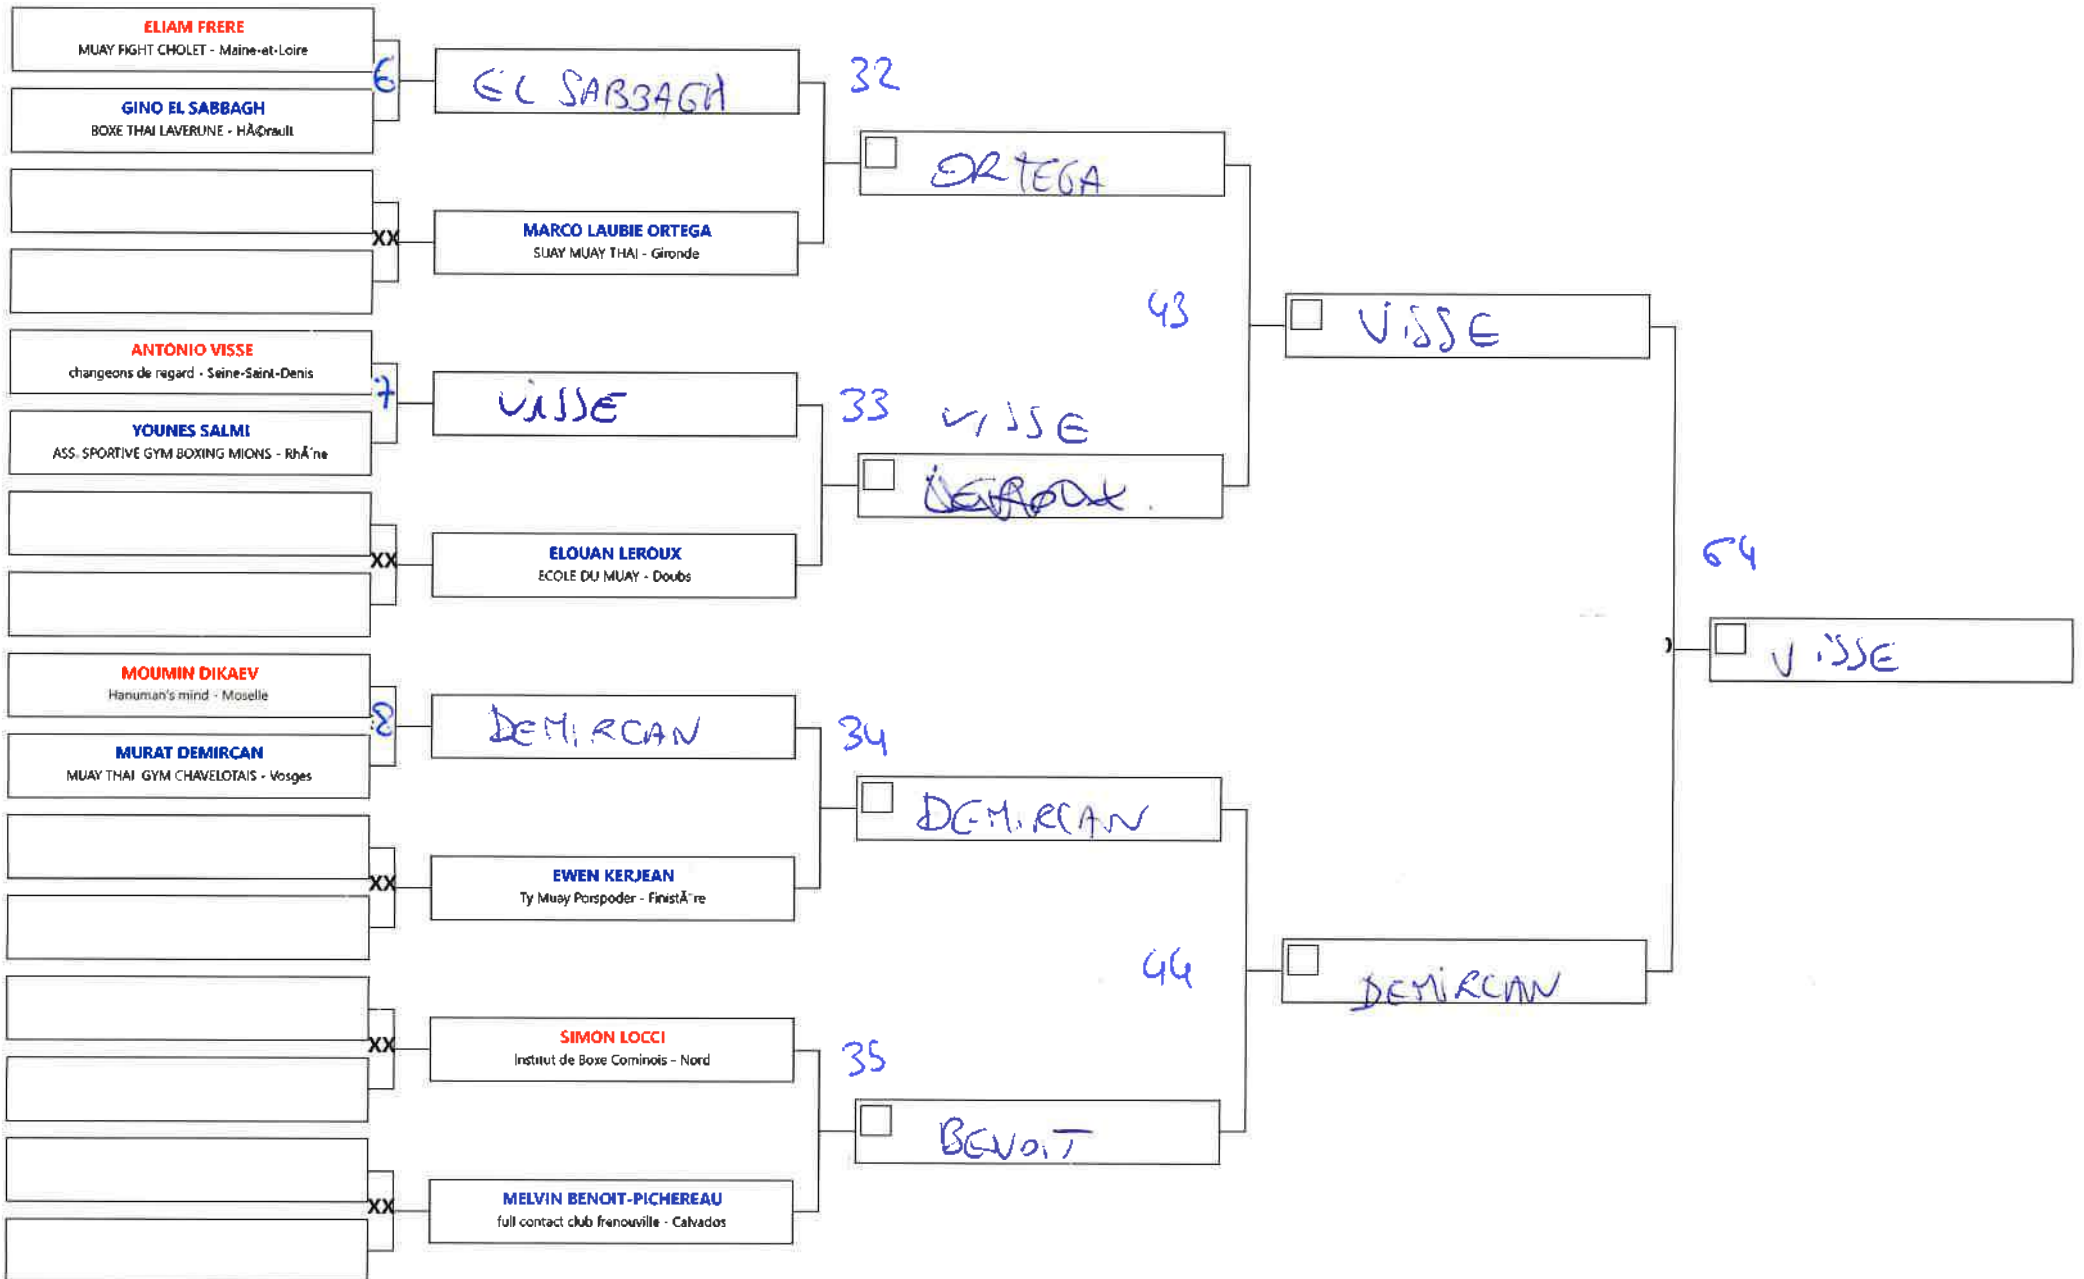 ELIAM FRERE
MUAY FIGHT CHOLET - Maine-et-Loire
6
GINO EL SABBAGH
BOXE THAI LAVERUNE - HÃ©rault
EL SABBAGH
32
ORTEGA
XX
MARCO LAUBIE ORTEGA
SUAY MUAY THAI - Gironde
43
VISSE
ANTONIO VISSE
changeons de regard - Seine-Saint-Denis
7
YOUNES SALMI
ASS. SPORTIVE GYM BOXING MIONS - RhÃ´ne
VISSE
33
VISSE
XX
ELOUAN LEROUX
ECOLE DU MUAY - Doubs
VISSE
MOUMIN DIKAEV
Hanuman's mind - Moselle
8
MURAT DEMIRCAN
MUAY THAI GYM CHAVELOTAIS - Vosges
DEMIRCAN
34
DEMIRCAN
XX
EWEN KERJEAN
Ty Muay Porspoder - FinistÃ¨re
44
DEMIRCAN
XX
SIMON LOCCI
Institut de Boxe Cominois - Nord
35
BENOIT
XX
MELVIN BENOIT-PICHEREAU
full contact club frenouville - Calvados